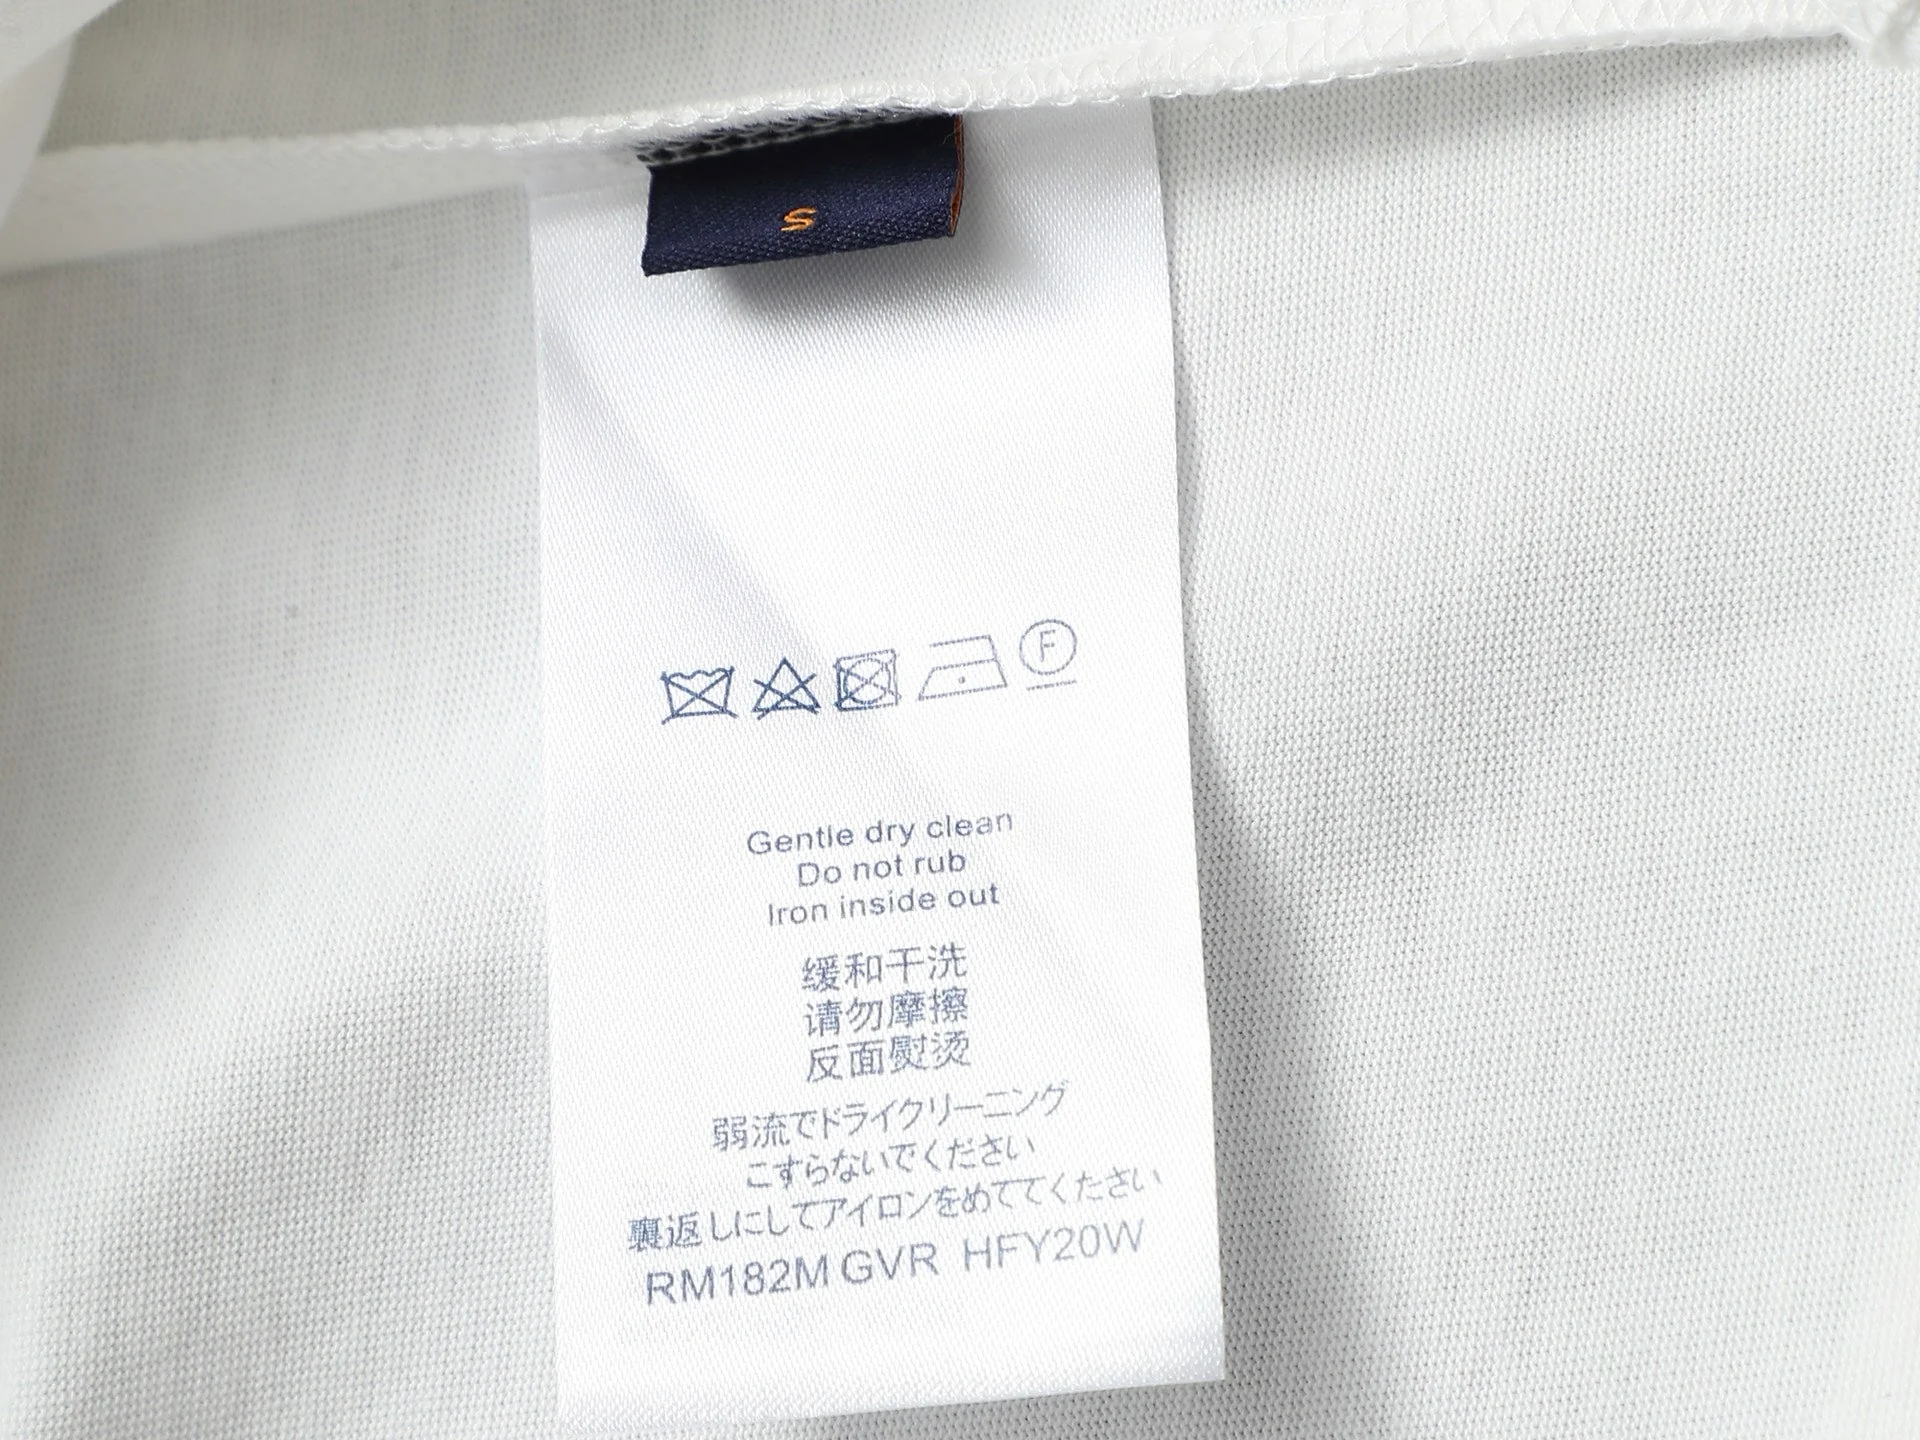 S
F
Gentle dry clean
Do not rub
Iron inside out
缓和干洗
请勿摩擦
反面熨烫
弱流でドライクリーニング
こすらないでください
裏返しにしてアイロンをめててください
RM182M GVR HFY20W